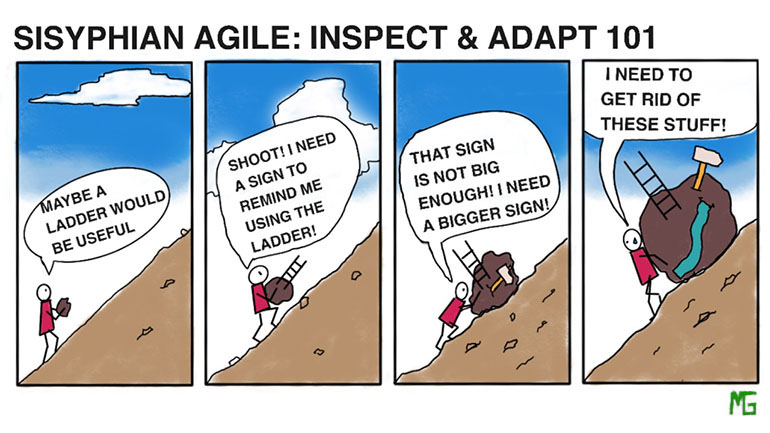 SISYPHIAN AGILE: INSPECT & ADAPT 101
MAYBE A
LADDER WOULD
BE USEFUL
SHOOT! I NEED
A SIGN TO
REMIND ME
USING THE
LADDER!
THAT SIGN
IS NOT BIG
ENOUGH! I NEED
A BIGGER SIGN!
I NEED TO
GET RID OF
THESE STUFF!
MG